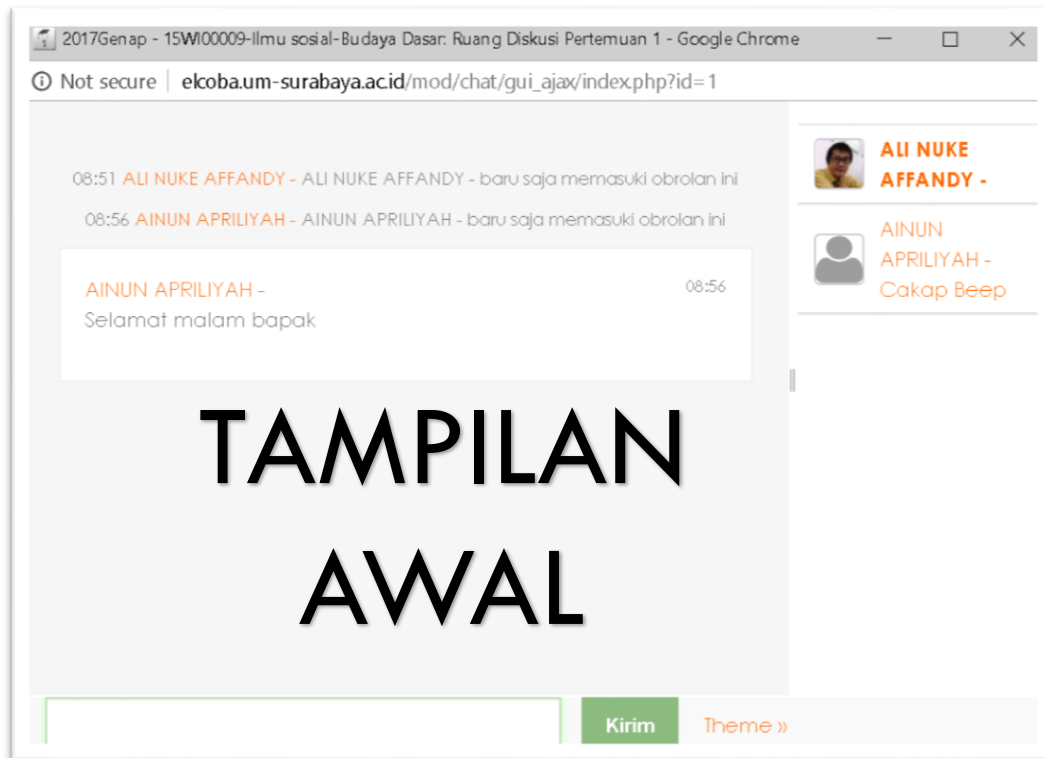 2017Genap - 15WI00009-Ilmu sosial-Budaya Dasar: Ruang Diskusi Pertemuan 1 - Google Chrome
Not secure | elcoba.um-surabaya.ac.id/mod/chat/gui_ajax/index.php?id=1
08:51 ALI NUKE AFFANDY - ALI NUKE AFFANDY - baru saja memasuki obrolan ini
08:56 AINUN APRILIYAH - AINUN APRILIYAH - baru saja memasuki obrolan ini
AINUN APRILIYAH - 08:56
Selamat malam bapak
TAMPILAN
AWAL
ALI NUKE
AFFANDY -
AINUN
APRILIYAH -
Cakap Beep
Kirim Theme »